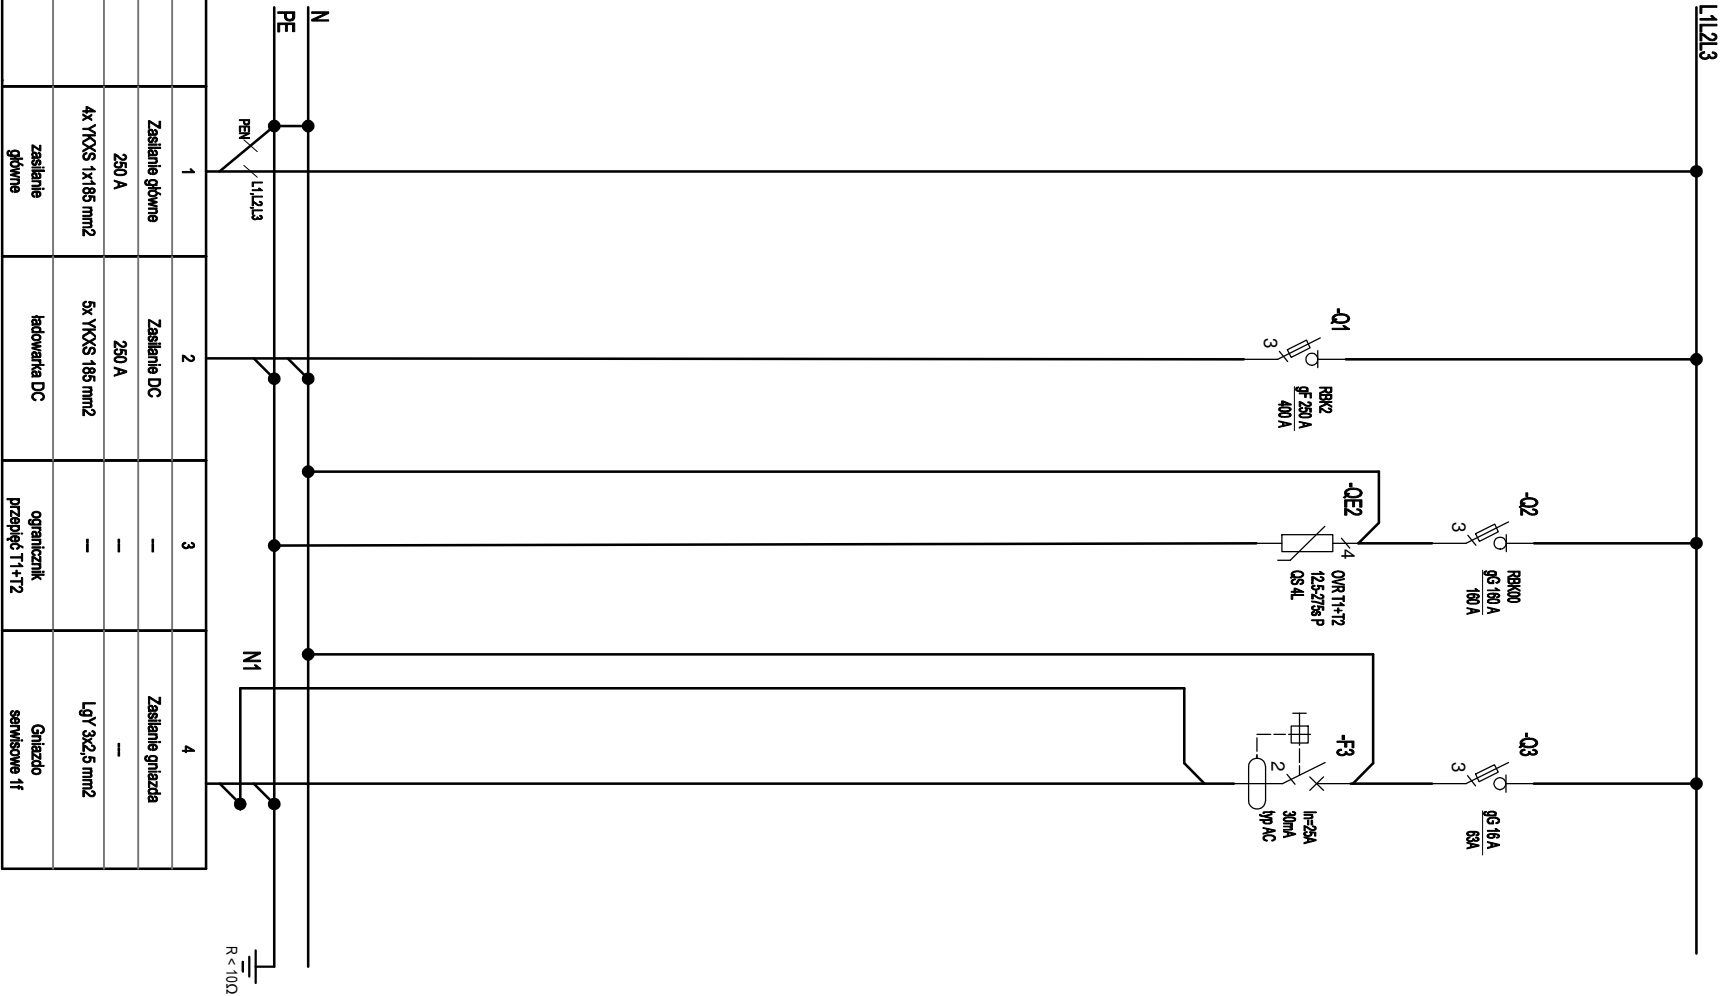 L1L2L3
N
PE
PEN
L1,L2,L3
-Q1
3
RBK2
gF 250 A
400 A
-Q2
3
RBK00
gG 160 A
160 A
-QE2
4
OVR T1+T2
12.5-275s P
QS 4L
-Q3
3
gG 16 A
63A
-F3
2
In=25A
30mA
typ AC
N1
R < 10Ω
1
2
3
4
Zasilanie główne
Zasilanie DC
---
Zasilanie gniazda
250 A
250 A
---
---
4x YKXS 1x185 mm2
5x YKXS 185 mm2
---
LgY 3x2,5 mm2
zasilanie
główne
ładowarka DC
ogranicznik
przepięć T1+T2
Gniazdo
serwisowe 1f